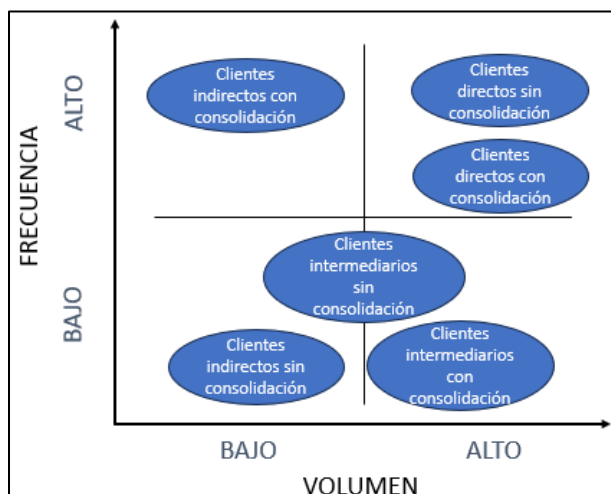 FRECUENCIA
ALTO
BAJO
Clientes
indirectos con
consolidación
Clientes
directos sin
consolidación
Clientes
directos con
consolidación
Clientes
intermediarios
sin
consolidación
Clientes
indirectos sin
consolidación
Clientes
intermediarios
con
consolidación
BAJO
ALTO
VOLUMEN